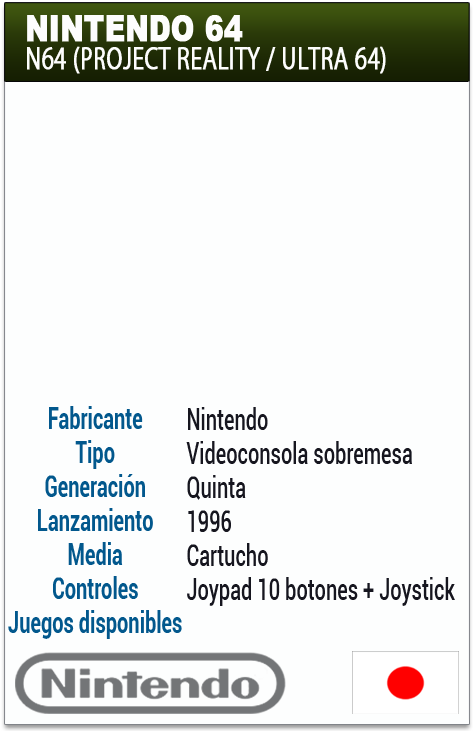 NINTENDO 64
N64 (PROJECT REALITY / ULTRA 64)
Fabricante Nintendo
Tipo Videoconsola sobremesa
Generación Quinta
Lanzamiento 1996
Media Cartucho
Controles Joypad 10 botones + Joystick
Juegos disponibles
Nintendo